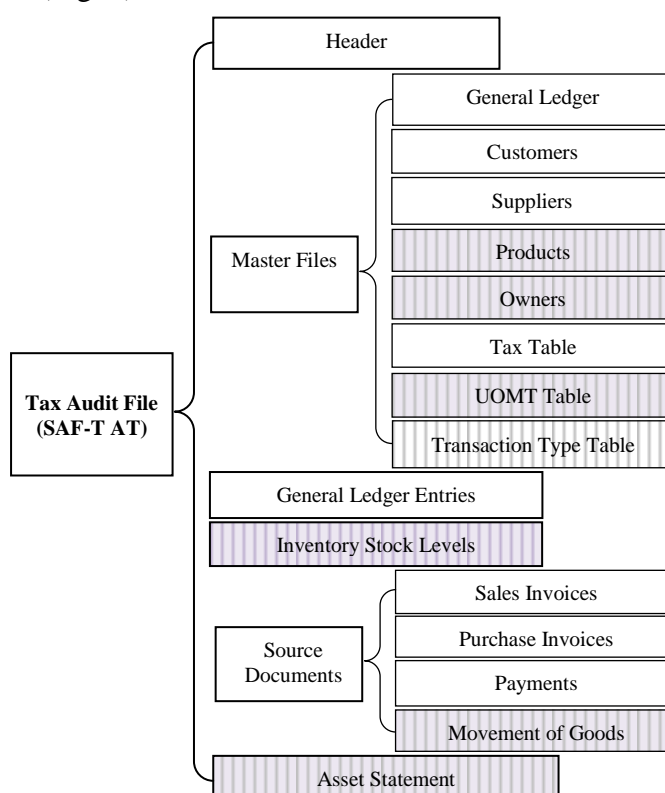 Header
General Ledger
Customers
Suppliers
Products
Master Files
Owners
Tax Table
Tax Audit File
(SAF-T AT)
UOMT Table
Transaction Type Table
General Ledger Entries
Inventory Stock Levels
Sales Invoices
Purchase Invoices
Source
Documents
Payments
Movement of Goods
Asset Statement